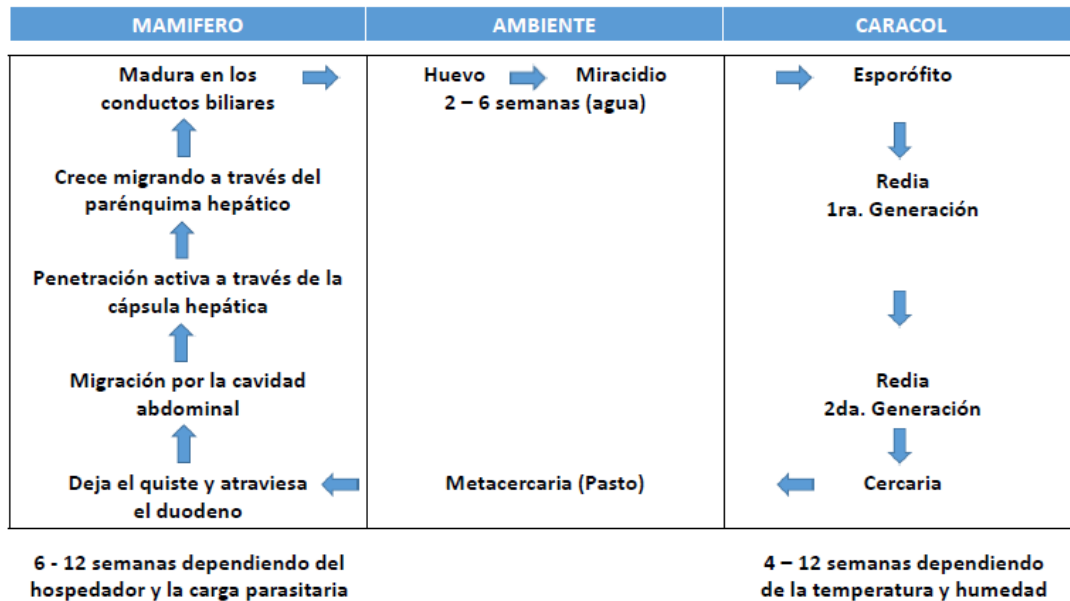 MAMIFERO
AMBIENTE
CARACOL
Madura en los
conductos biliares
Crece migrando a través del
parénquima hepático
Penetración activa a través de la
cápsula hepática
Migración por la cavidad
abdominal
Deja el quiste y atraviesa
el duodeno
Huevo
Miracidio
2 – 6 semanas (agua)
Metacercaria (Pasto)
Esporófito
Redia
1ra. Generación
Redia
2da. Generación
Cercaria
6 - 12 semanas dependiendo del
hospedador y la carga parasitaria
4 – 12 semanas dependiendo
de la temperatura y humedad